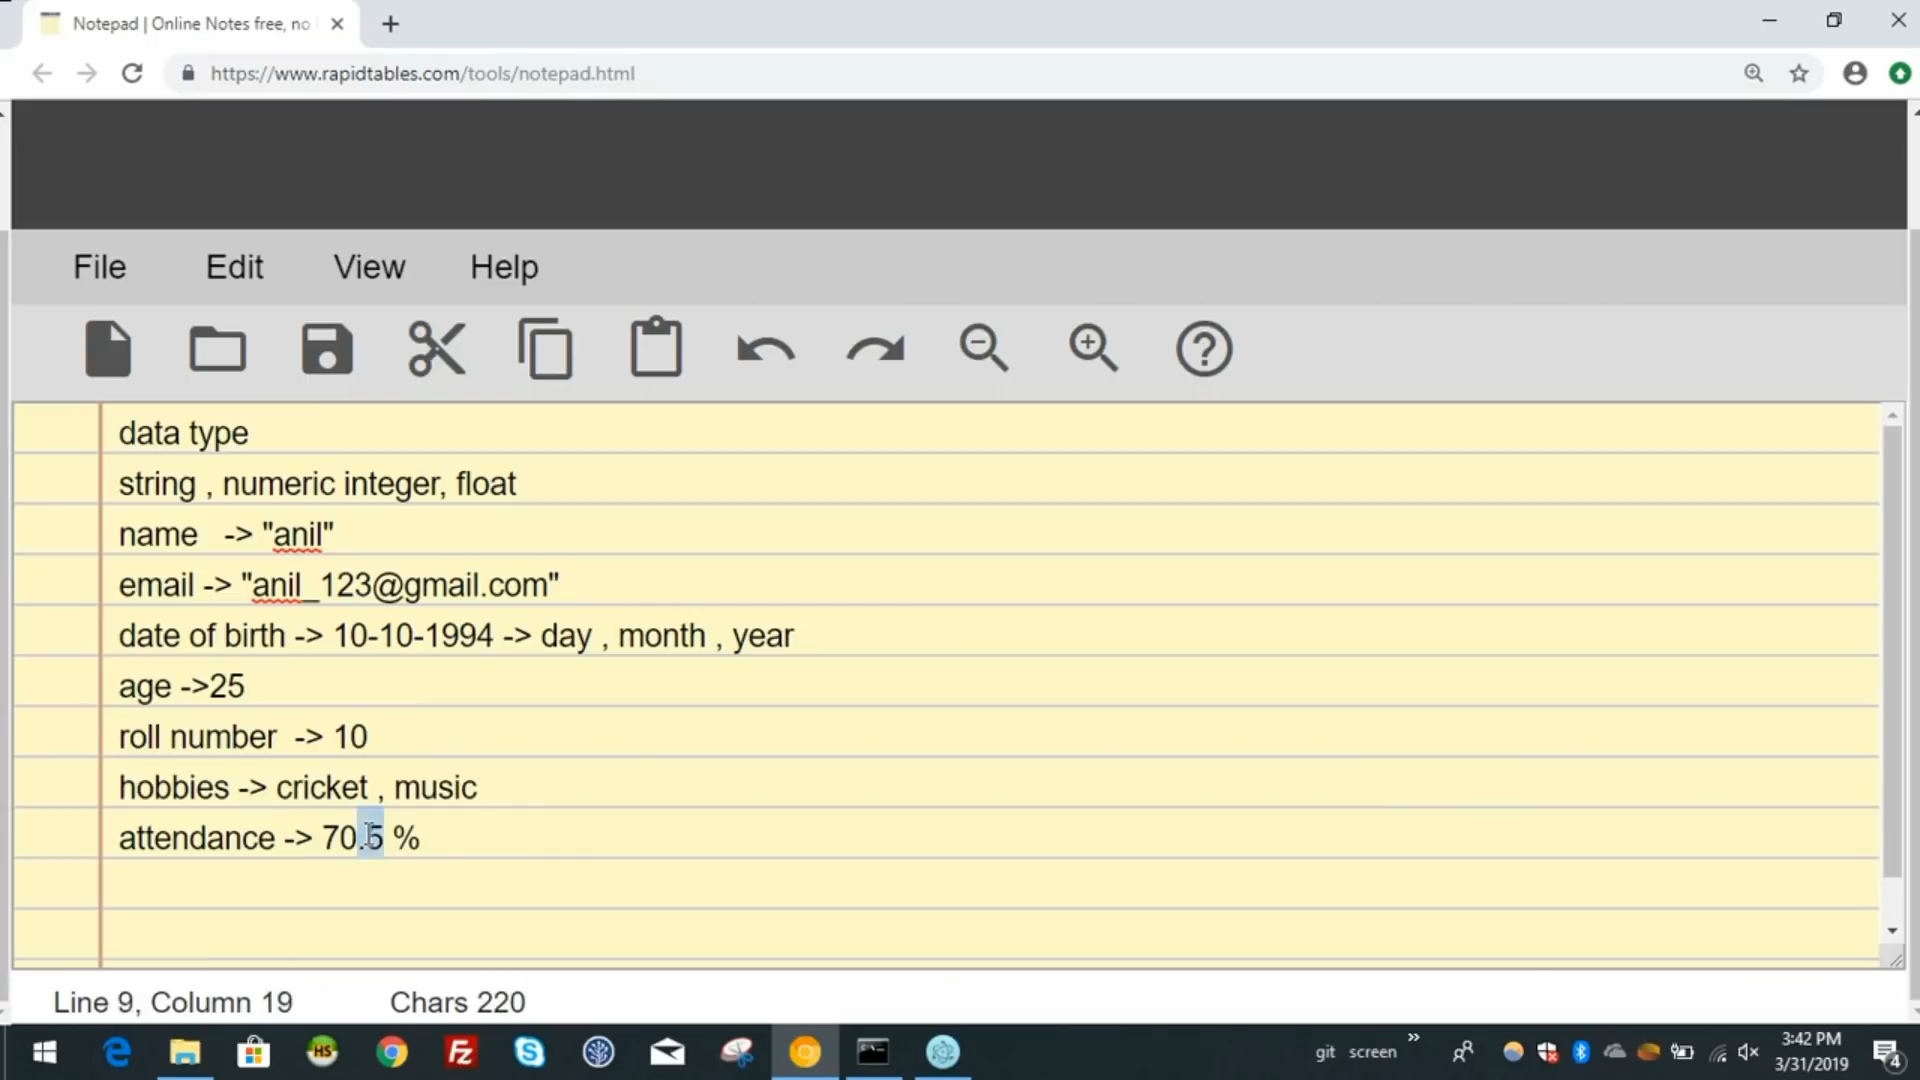 Notepad | Online Notes free, no
https://www.rapidtables.com/tools/notepad.html
File Edit View Help
data type
string , numeric integer, float
name -> "anil"
email -> "anil_123@gmail.com"
date of birth -> 10-10-1994 -> day , month , year
age ->25
roll number -> 10
hobbies -> cricket , music
attendance -> 70.5 %
Line 9, Column 19 Chars 220
HS FZ git screen 3:42 PM
3/31/2019 4